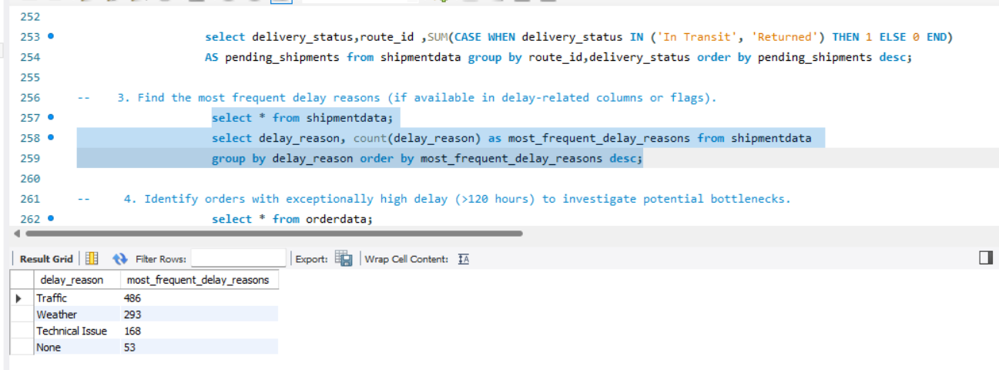 252
253 select delivery_status,route_id ,SUM(CASE WHEN delivery_status IN ('In Transit', 'Returned') THEN 1 ELSE 0 END)
254 AS pending_shipments from shipmentdata group by route_id,delivery_status order by pending_shipments desc;
255
256 -- 3. Find the most frequent delay reasons (if available in delay-related columns or flags).
257 select * from shipmentdata;
258 select delay_reason, count(delay_reason) as most_frequent_delay_reasons from shipmentdata
259 group by delay_reason order by most_frequent_delay_reasons desc;
260
261 -- 4. Identify orders with exceptionally high delay (>120 hours) to investigate potential bottlenecks.
262 select * from orderdata;
Result Grid Filter Rows: Export: Wrap Cell Content: IA
delay_reason most_frequent_delay_reasons
Traffic 486
Weather 293
Technical Issue 168
None 53